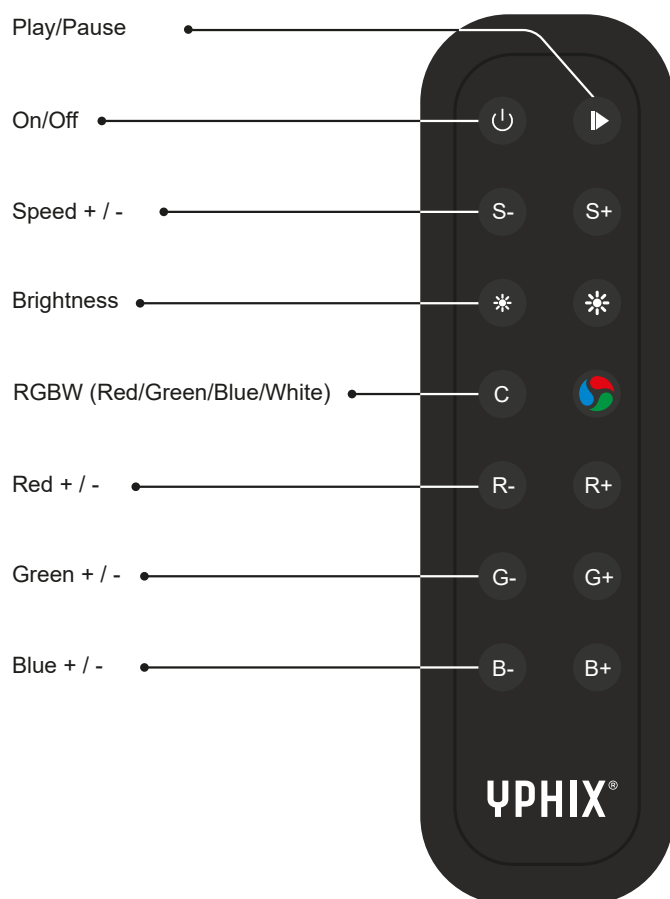 Play/Pause
On/Off
Speed + / -
S-
S+
Brightness
RGBW (Red/Green/Blue/White)
C
Red + / -
R-
R+
Green + / -
G-
G+
Blue + / -
B-
B+
YPHIX®